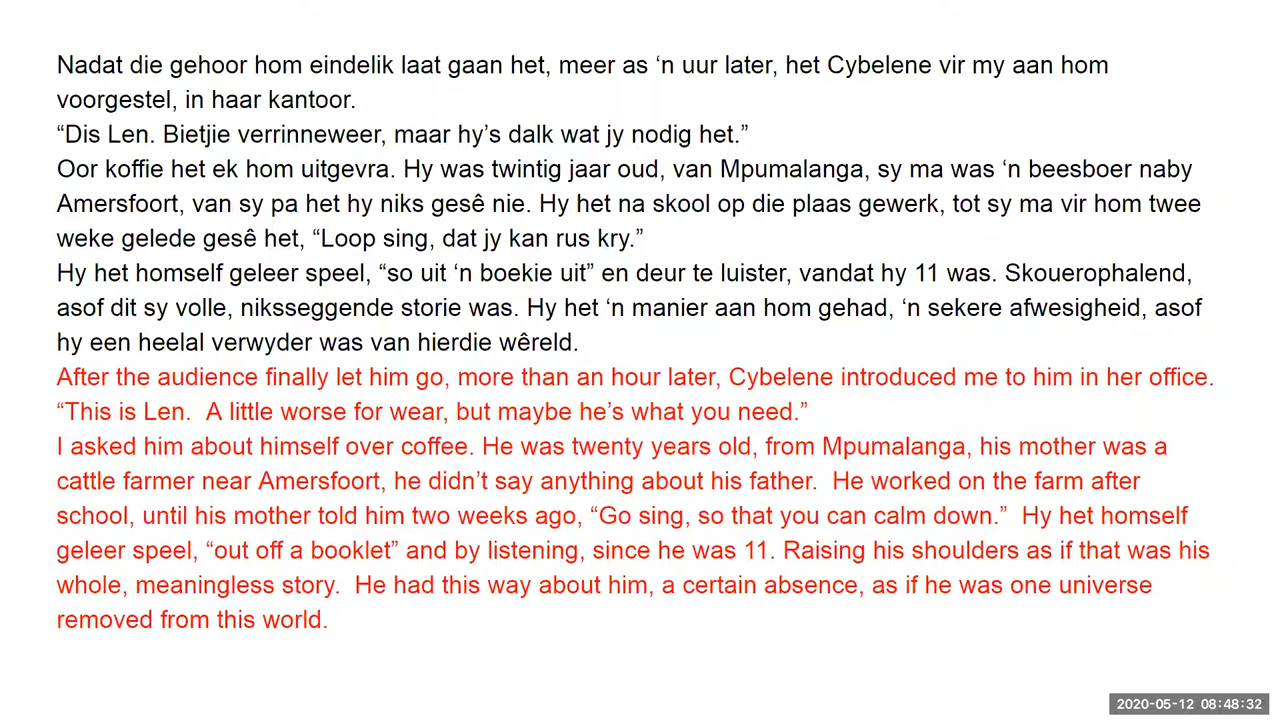 Nadat die gehoor hom eindelik laat gaan het, meer as ‘n uur later, het Cybelene vir my aan hom
voorgestel, in haar kantoor.
“Dis Len. Bietjie verrinneweer, maar hy’s dalk wat jy nodig het.”
Oor koffie het ek hom uitgevra. Hy was twintig jaar oud, van Mpumalanga, sy ma was ‘n beesboer naby
Amersfoort, van sy pa het hy niks gesê nie. Hy het na skool op die plaas gewerk, tot sy ma vir hom twee
weke gelede gesê het, “Loop sing, dat jy kan rus kry.”
Hy het homself geleer speel, “so uit ‘n boekie uit” en deur te luister, vandat hy 11 was. Skouerophalend,
asof dit sy volle, niksseggende storie was. Hy het ‘n manier aan hom gehad, ‘n sekere afwesigheid, asof
hy een heelal verwyder was van hierdie wêreld.
After the audience finally let him go, more than an hour later, Cybelene introduced me to him in her office.
“This is Len.  A little worse for wear, but maybe he’s what you need.”
I asked him about himself over coffee. He was twenty years old, from Mpumalanga, his mother was a
cattle farmer near Amersfoort, he didn’t say anything about his father.  He worked on the farm after
school, until his mother told him two weeks ago, “Go sing, so that you can calm down.”  Hy het homself
geleer speel, “out off a booklet” and by listening, since he was 11. Raising his shoulders as if that was his
whole, meaningless story.  He had this way about him, a certain absence, as if he was one universe
removed from this world.
2020-05-12 08:48:32